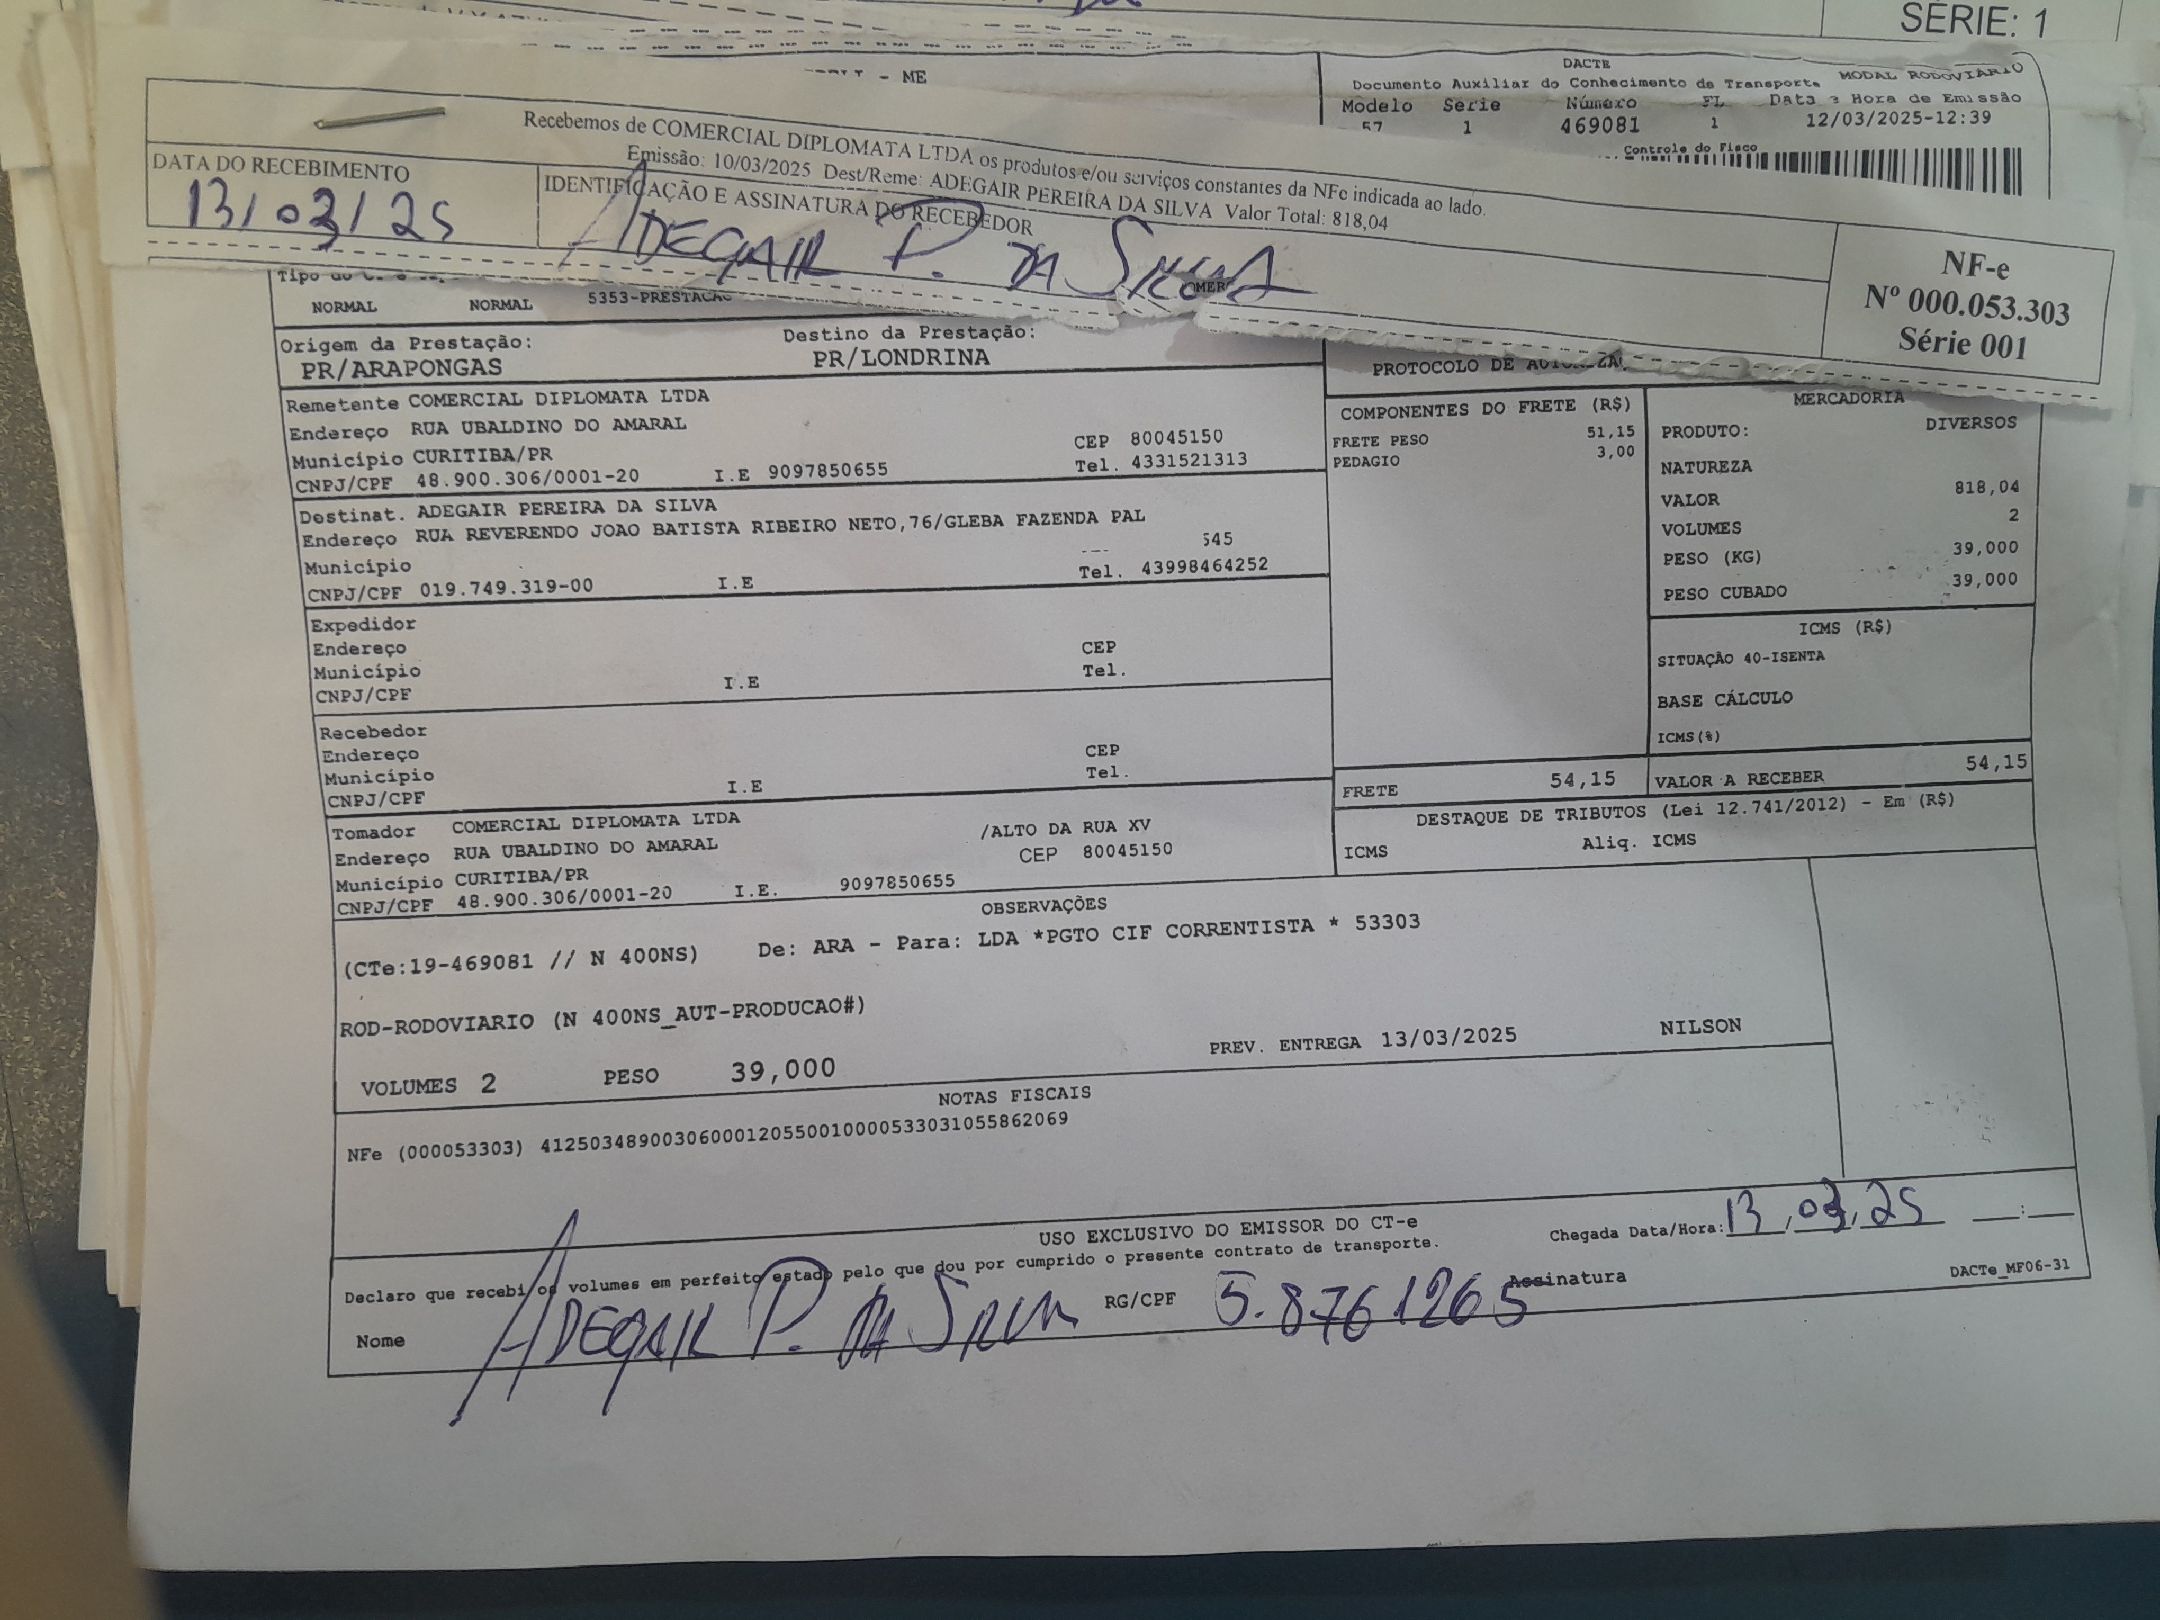 SÉRIE: 1
- ME
DACTE
Documento Auxiliar do Conhecimento de Transporte
MODAL RODOVIÁRIO
Modelo Serie Número FL Data e Hora de Emissão
57 1 469081 1 12/03/2025-12:39
Controle do Fisco
Recebemos de COMERCIAL DIPLOMATA LTDA os produtos e/ou serviços constantes da NFe indicada ao lado.
Emissão: 10/03/2025 Dest/Reme: ADEGAIR PEREIRA DA SILVA Valor Total: 818,04
DATA DO RECEBIMENTO
13/03/25
IDENTIFICAÇÃO E ASSINATURA DO RECEBEDOR
ADEGAIR P. DA SILVA
NF-e
Nº 000.053.303
Série 001
NORMAL NORMAL 5353-PRESTACAO
Origem da Prestação:
PR/ARAPONGAS
Destino da Prestação:
PR/LONDRINA
PROTOCOLO DE
Remetente COMERCIAL DIPLOMATA LTDA
Endereço RUA UBALDINO DO AMARAL
Município CURITIBA/PR CEP 80045150
CNPJ/CPF 48.900.306/0001-20 I.E 9097850655 Tel. 4331521313
Destinat. ADEGAIR PEREIRA DA SILVA
Endereço RUA REVERENDO JOAO BATISTA RIBEIRO NETO,76/GLEBA FAZENDA PAL
Município 545
CNPJ/CPF 019.749.319-00 I.E Tel. 43998464252
Expedidor
Endereço CEP
Município Tel.
CNPJ/CPF I.E
Recebedor
Endereço CEP
Município Tel.
CNPJ/CPF I.E
Tomador COMERCIAL DIPLOMATA LTDA
Endereço RUA UBALDINO DO AMARAL /ALTO DA RUA XV
Município CURITIBA/PR CEP 80045150
CNPJ/CPF 48.900.306/0001-20 I.E. 9097850655
COMPONENTES DO FRETE (R$)
FRETE PESO 51,15
PEDAGIO 3,00
MERCADORIA
PRODUTO: DIVERSOS
NATUREZA
VALOR 818,04
VOLUMES 2
PESO (KG) 39,000
PESO CUBADO 39,000
ICMS (R$)
SITUAÇÃO 40-ISENTA
BASE CÁLCULO
ICMS(%)
FRETE 54,15 VALOR A RECEBER 54,15
DESTAQUE DE TRIBUTOS (Lei 12.741/2012) - Em (R$)
ICMS Aliq. ICMS
OBSERVAÇÕES
(CTe:19-469081 // N 400NS) De: ARA - Para: LDA *PGTO CIF CORRENTISTA * 53303
ROD-RODOVIARIO (N 400NS_AUT-PRODUCAO#)
VOLUMES 2 PESO 39,000 PREV. ENTREGA 13/03/2025 NILSON
NOTAS FISCAIS
NFe (000053303) 41250348900306000120550010000533031055862069
USO EXCLUSIVO DO EMISSOR DO CT-e
Declaro que recebi os volumes em perfeito estado pelo que dou por cumprido o presente contrato de transporte.
Chegada Data/Hora: 13/03/25 __:__
Nome ADEGAIR P. DA SILVA RG/CPF 5.8761265 Assinatura
DACTe_MF06-31